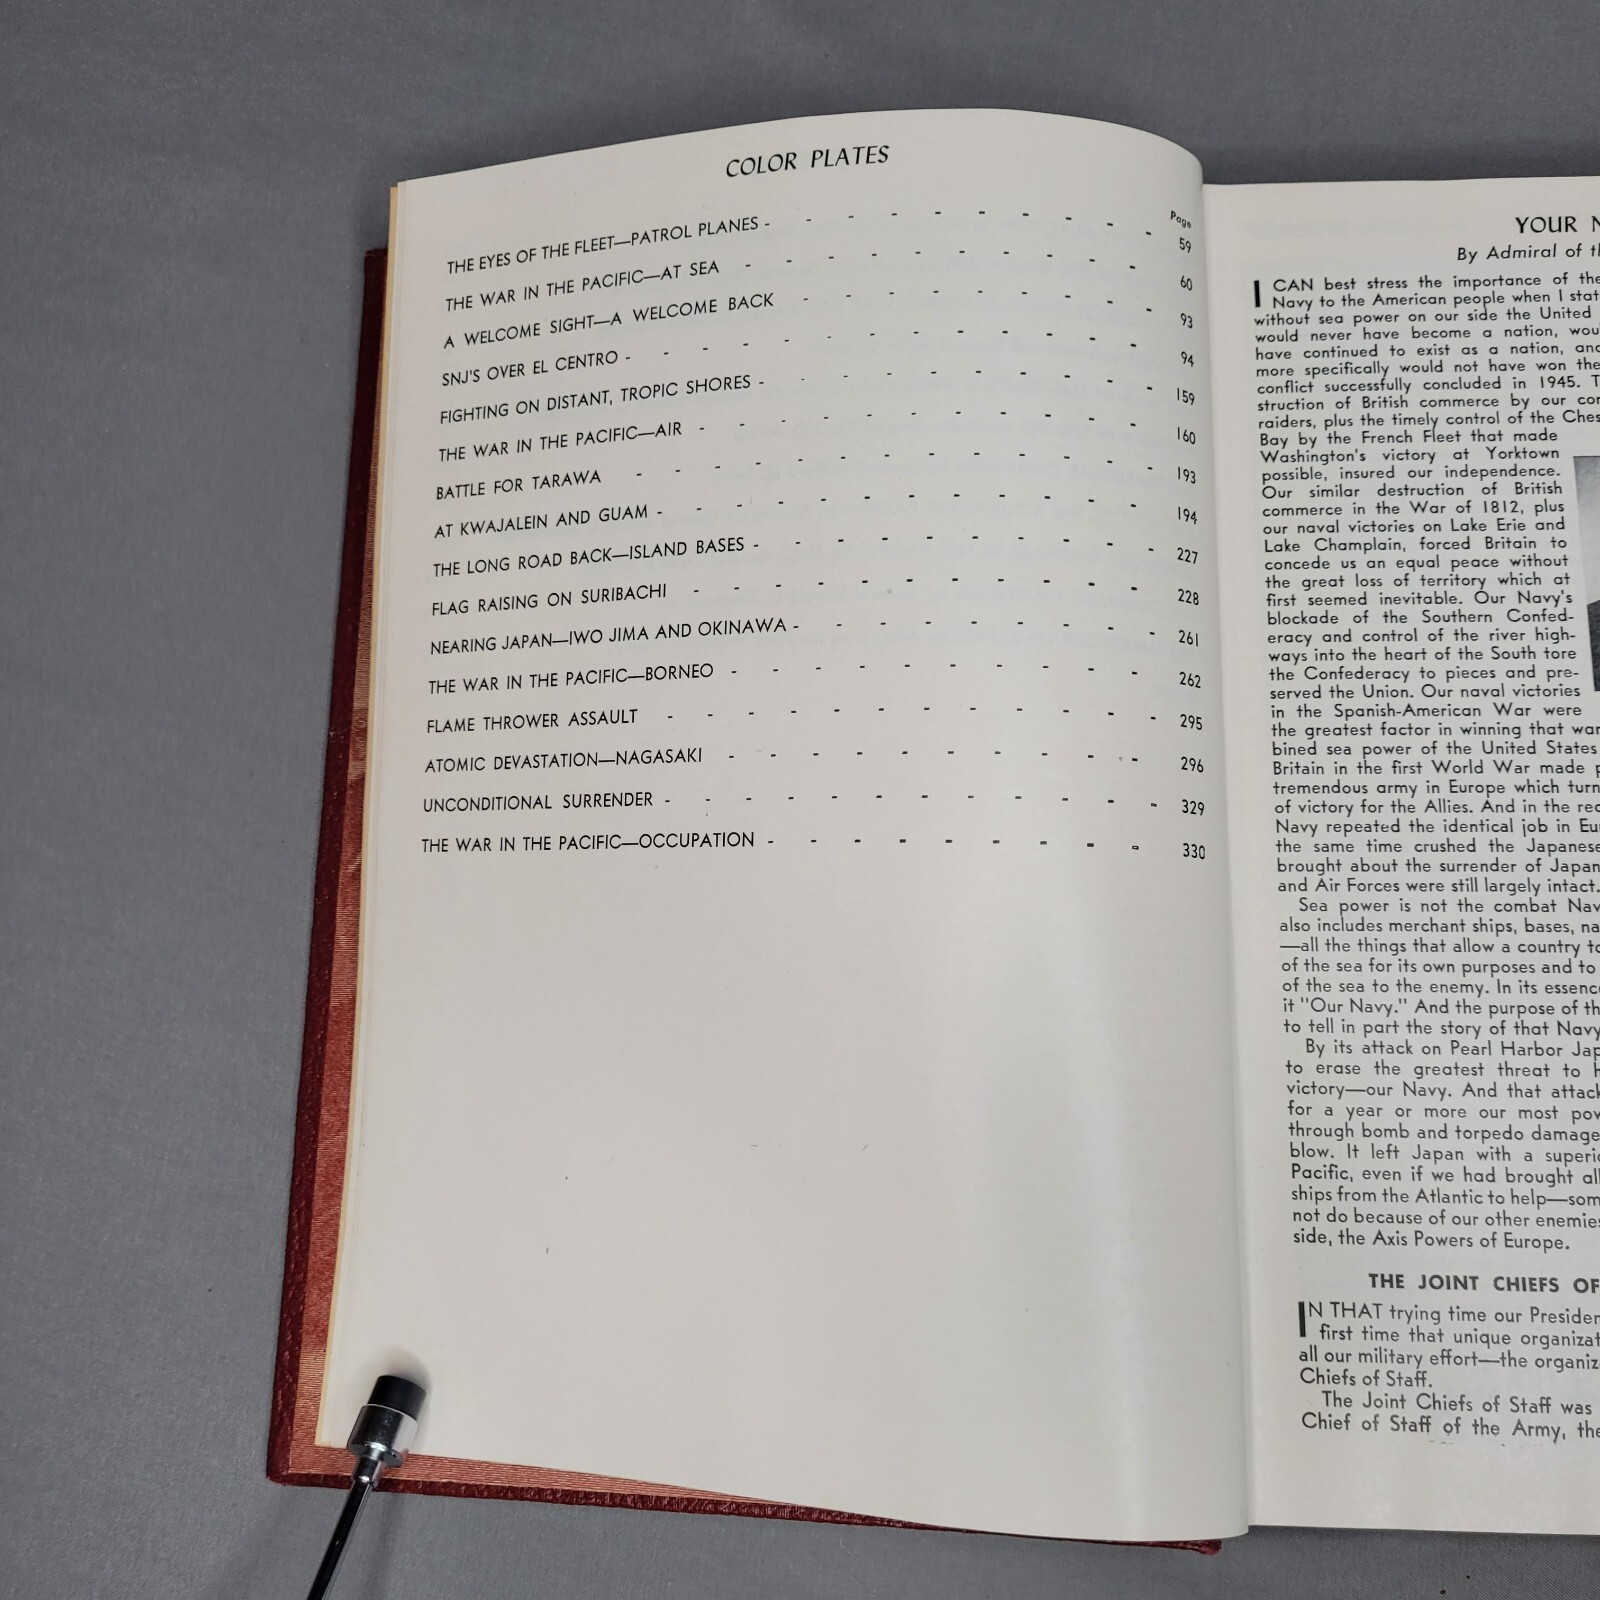 COLOR PLATES
Page
THE EYES OF THE FLEET—PATROL PLANES - - - - - - - - - - 59
THE WAR IN THE PACIFIC—AT SEA - - - - - - - - - - 60
A WELCOME SIGHT—A WELCOME BACK - - - - - - - - - 93
SNJ'S OVER EL CENTRO - - - - - - - - - - - - - 94
FIGHTING ON DISTANT, TROPIC SHORES - - - - - - - - - - 159
THE WAR IN THE PACIFIC—AIR - - - - - - - - - - - 160
BATTLE FOR TARAWA - - - - - - - - - - - - - 193
AT KWAJALEIN AND GUAM - - - - - - - - - - - - 194
THE LONG ROAD BACK—ISLAND BASES - - - - - - - - - - 227
FLAG RAISING ON SURIBACHI - - - - - - - - - - - 228
NEARING JAPAN—IWO JIMA AND OKINAWA - - - - - - - - - 261
THE WAR IN THE PACIFIC—BORNEO - - - - - - - - - - 262
FLAME THROWER ASSAULT - - - - - - - - - - - - 295
ATOMIC DEVASTATION—NAGASAKI - - - - - - - - - - 296
UNCONDITIONAL SURRENDER - - - - - - - - - - - - 329
THE WAR IN THE PACIFIC—OCCUPATION - - - - - - - - - 330
YOUR
By Admiral of
I CAN best stress the importance of the
Navy to the American people when I
without sea power on our side the United
would never have become a nation,
have continued to exist as a nation,
more specifically would not have won the
conflict successfully concluded in 1945.
struction of British commerce by our
raiders, plus the timely control of the
Bay by the French Fleet that made
Washington's victory at Yorktown
possible, insured our independence.
Our similar destruction of British
commerce in the War of 1812, plus
our naval victories on Lake Erie and
Lake Champlain, forced Britain to
concede us an equal peace without
the great loss of territory which at
first seemed inevitable. Our Navy's
blockade of the Southern Confed-
eracy and control of the river high-
ways into the heart of the South tore
the Confederacy to pieces and pre-
served the Union. Our naval victories
in the Spanish-American War were
the greatest factor in winning that
bined sea power of the United States
Britain in the first World War made
tremendous army in Europe which
of victory for the Allies. And in the
Navy repeated the identical job in
the same time crushed the Japanese
brought about the surrender of Japan
and Air Forces were still largely intact.
Sea power is not the combat
also includes merchant ships, bases,
—all the things that allow a country
of the sea for its own purposes and to
of the sea to the enemy. In its
it "Our Navy." And the purpose of
to tell in part the story of that Navy
By its attack on Pearl Harbor
to erase the greatest threat to
victory—our Navy. And that
for a year or more our most
through bomb and torpedo damage
blow. It left Japan with a
Pacific, even if we had brought
ships from the Atlantic to help—
not do because of our other
side, the Axis Powers of Europe.
THE JOINT CHIEFS OF
IN THAT trying time our
first time that unique
all our military effort—the
Chiefs of Staff.
The Joint Chiefs of Staff was
Chief of Staff of the Army,